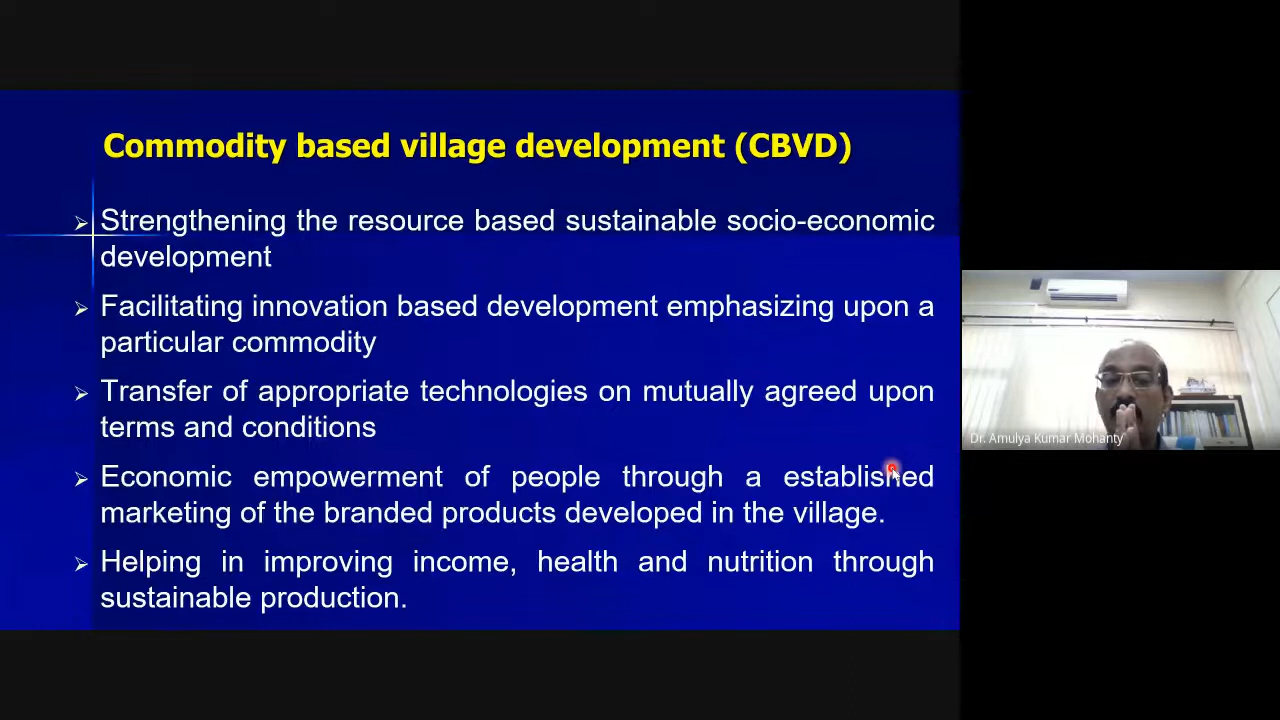 Commodity based village development (CBVD)
Strengthening the resource based sustainable socio-economic
development
Facilitating innovation based development emphasizing upon a
particular commodity
Transfer of appropriate technologies on mutually agreed upon
terms and conditions
Economic empowerment of people through a established
marketing of the branded products developed in the village.
Helping in improving income, health and nutrition through
sustainable production.
Dr. Amulya Kumar Mohanty